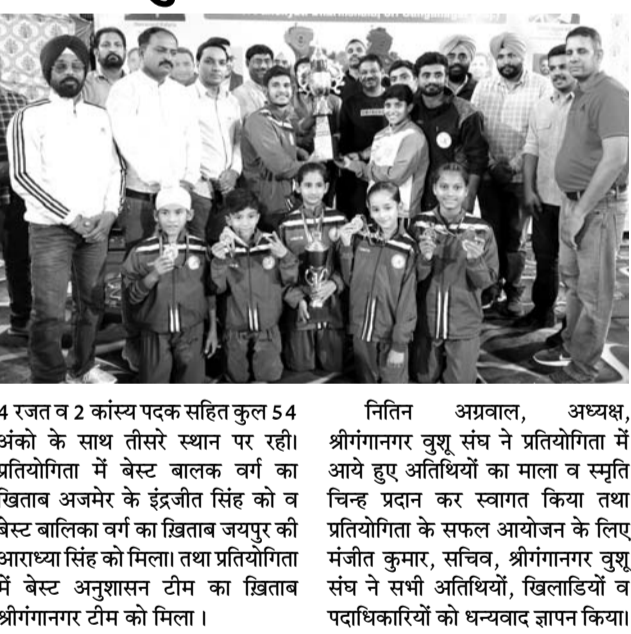 4 रजत व 2 कांस्य पदक सहित कुल 54
अंको के साथ तीसरे स्थान पर रही।
प्रतियोगिता में बेस्ट बालक वर्ग का
खिताब अजमेर के इंद्रजीत सिंह को व
बेस्ट बालिका वर्ग का ख़िताब जयपुर की
आराध्या सिंह को मिला। तथा प्रतियोगिता
में बेस्ट अनुशासन टीम का ख़िताब
श्रीगंगानगर टीम को मिला ।
नितिन अग्रवाल, अध्यक्ष,
श्रीगंगानगर वुशू संघ ने प्रतियोगिता में
आये हुए अतिथियों का माला व स्मृति
चिन्ह प्रदान कर स्वागत किया तथा
प्रतियोगिता के सफल आयोजन के लिए
मंजीत कुमार, सचिव, श्रीगंगानगर वुशू
संघ ने सभी अतिथियों, खिलाडियों व
पदाधिकारियों को धन्यवाद ज्ञापन किया।